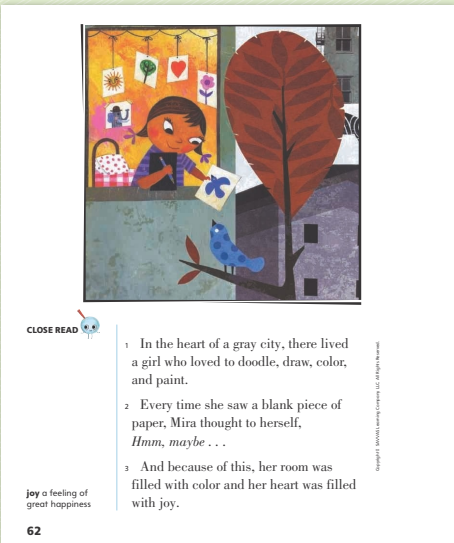 CLOSE READ
1 In the heart of a gray city, there lived
a girl who loved to doodle, draw, color,
and paint.
2 Every time she saw a blank piece of
paper, Mira thought to herself,
Hmm, maybe . . .
3 And because of this, her room was
filled with color and her heart was filled
with joy.
joy a feeling of
great happiness
62
Copyright © SAVVAS Learning Company LLC. All Rights Reserved.